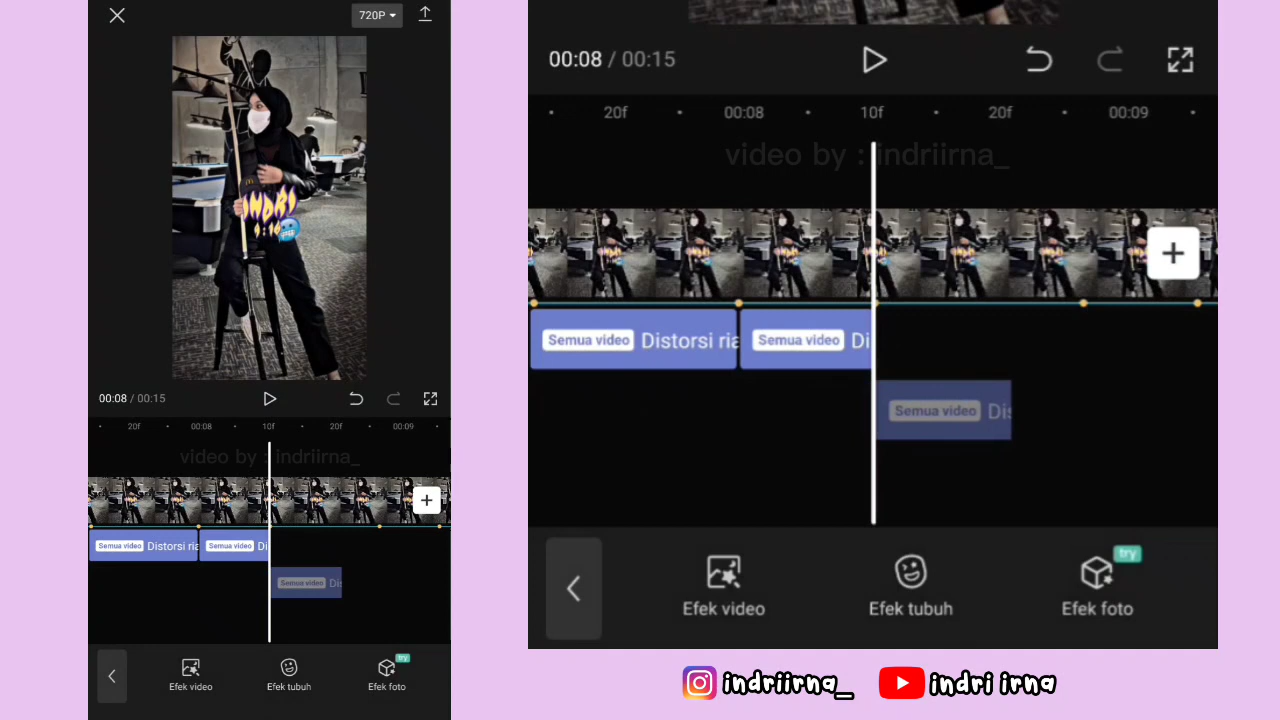 720P
INDRI
00:08 / 00:15
20f 00:08 10f 20f 00:09
video by : indriirna_
Semua video Distorsi ria
Semua video Di
Semua video Dis
Efek video
Efek tubuh
Efek foto
try
00:08 / 00:15
20f 00:08 10f 20f 00:09
video by : indriirna_
Semua video Distorsi ria
Semua video Di
Semua video Dis
Efek video
Efek tubuh
Efek foto
try
indriirna_
indri irna